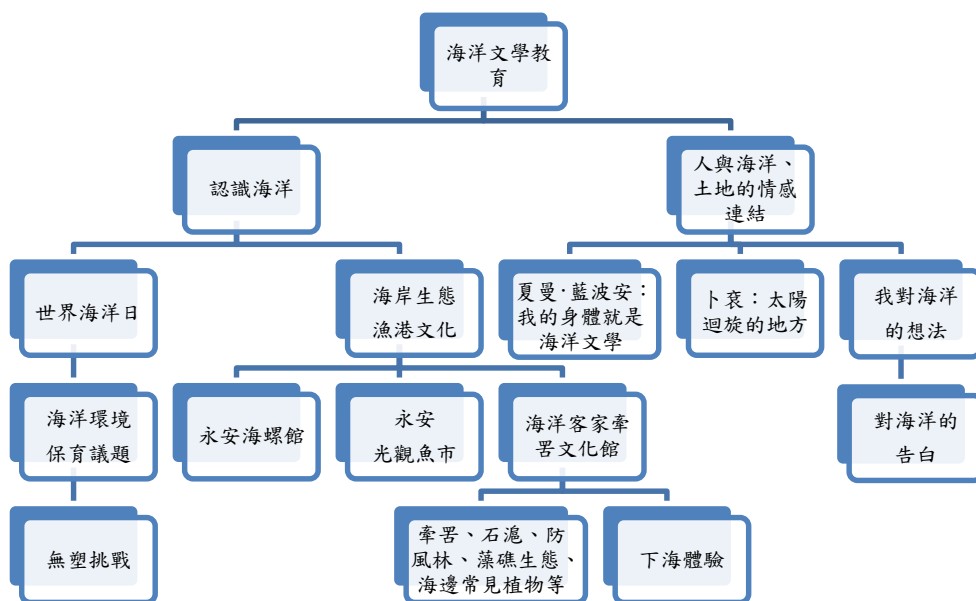 海洋文學教
育
認識海洋
人與海洋、
土地的情感
連結
世界海洋日
海岸生態
漁港文化
夏曼·藍波安：
我的身體就是
海洋文學
卜袞：太陽
迴旋的地方
我對海洋
的想法
海洋環境
保育議題
永安海螺館
永安
光觀魚市
海洋客家牽
罟文化館
對海洋的
告白
無塑挑戰
牽罟、石滬、防
風林、藻礁生態、
海邊常見植物等
下海體驗